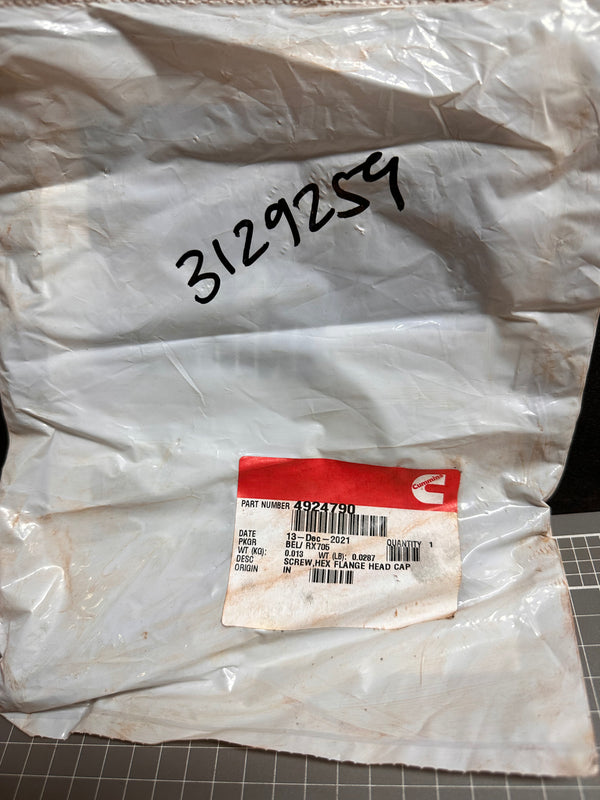 3129259
Cummins
PART NUMBER 4924790
DATE 13-Dec-2021
PKGR BEL/ RX705 QUANTITY 1
WT (KG): 0.013 WT (LB): 0.0287
DESC SCREW,HEX FLANGE HEAD CAP
ORIGIN IN